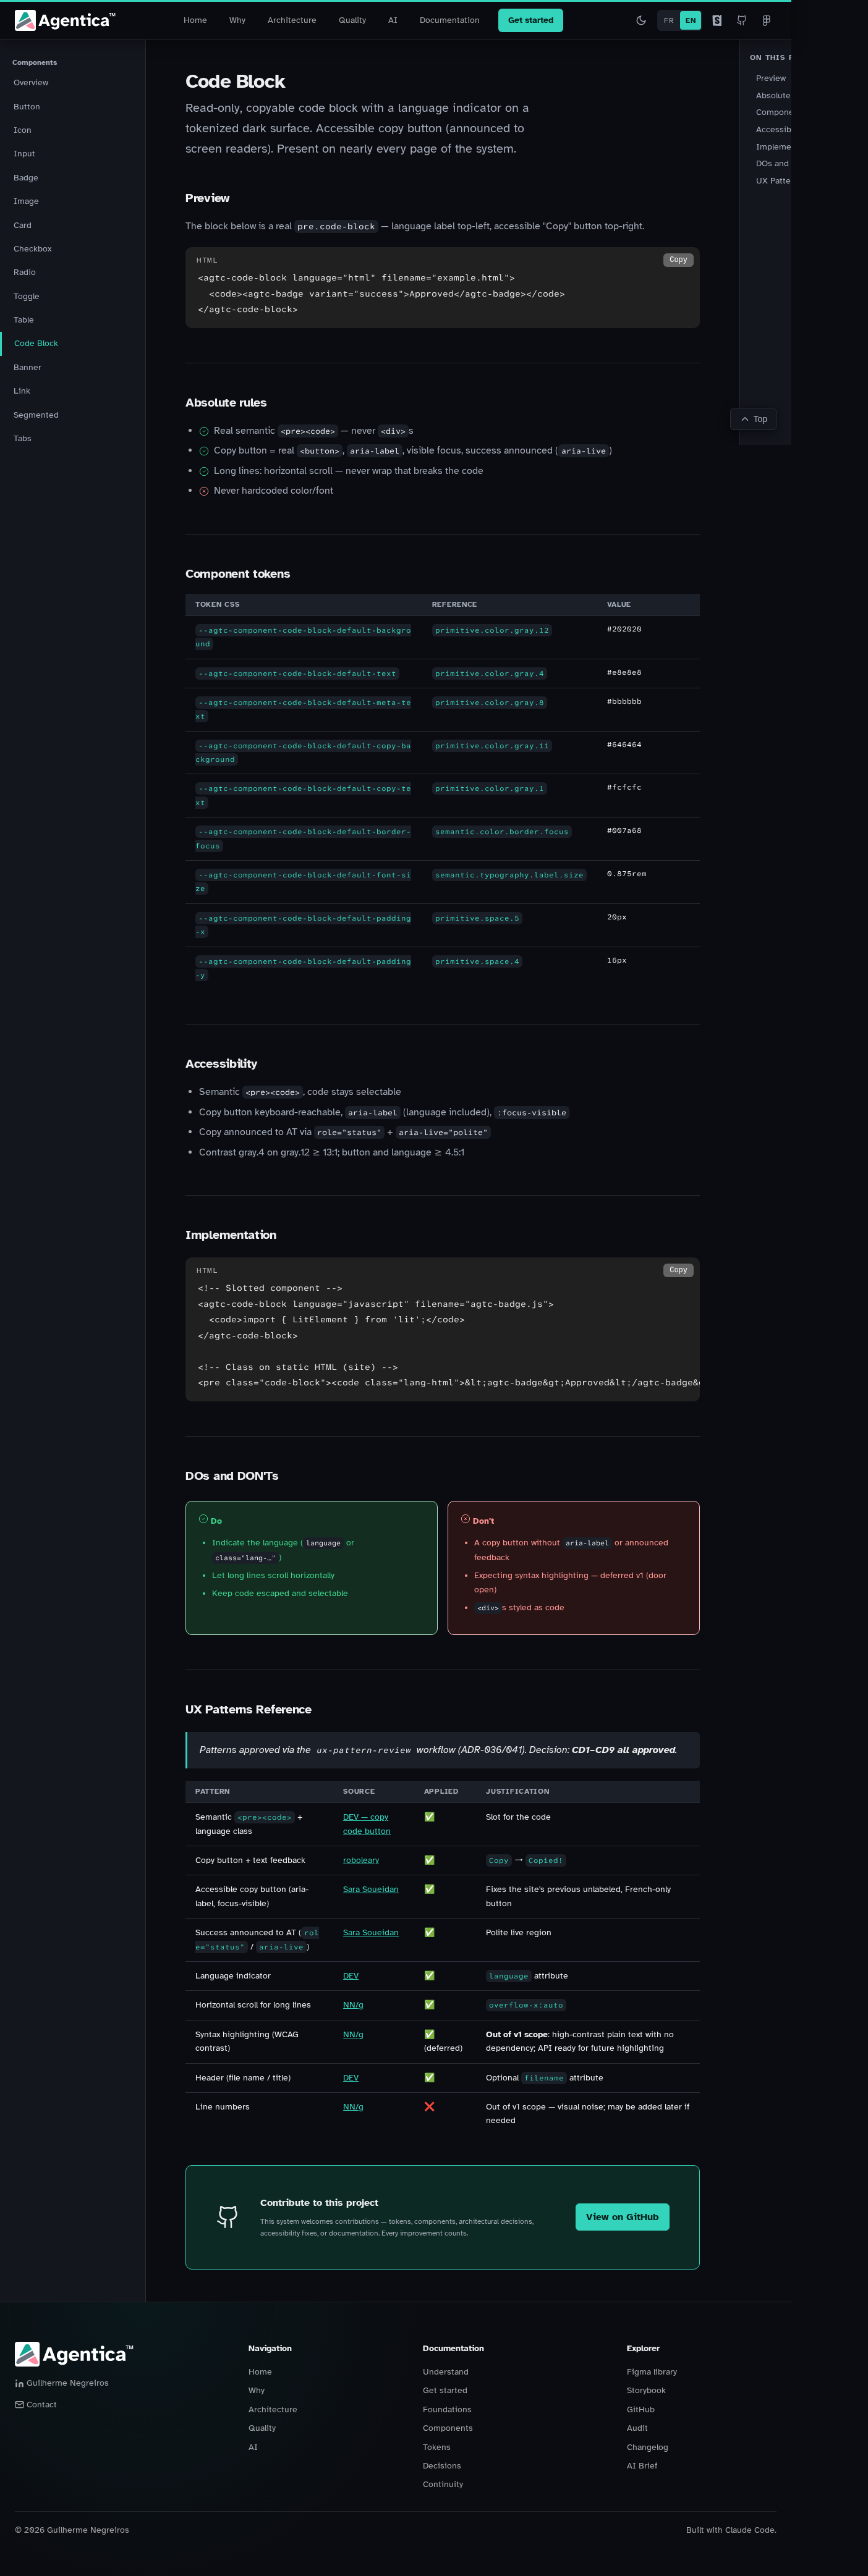 Agentica™
Home Why Architecture Quality AI Documentation Get started FR EN
Components
Overview
Button
Icon
Input
Badge
Image
Card
Checkbox
Radio
Toggle
Table
Code Block
Banner
Link
Segmented
Tabs
Code Block
Read-only, copyable code block with a language indicator on a
tokenized dark surface. Accessible copy button (announced to
screen readers). Present on nearly every page of the system.
Preview
The block below is a real pre.code-block — language label top-left, accessible "Copy" button top-right.
HTML Copy
<agtc-code-block language="html" filename="example.html">
<code><agtc-badge variant="success">Approved</agtc-badge></code>
</agtc-code-block>
Absolute rules
Real semantic <pre><code> — never <div>s
Copy button = real <button>, aria-label, visible focus, success announced (aria-live)
Long lines: horizontal scroll — never wrap that breaks the code
Never hardcoded color/font
Component tokens
TOKEN CSS REFERENCE VALUE
--agtc-component-code-block-default-backgro primitive.color.gray.12 #202020
und
--agtc-component-code-block-default-text primitive.color.gray.4 #e8e8e8
--agtc-component-code-block-default-meta-te primitive.color.gray.8 #bbbbbb
xt
--agtc-component-code-block-default-copy-ba primitive.color.gray.11 #646464
ckground
--agtc-component-code-block-default-copy-te primitive.color.gray.1 #fcfcfc
xt
--agtc-component-code-block-default-border- semantic.color.border.focus #007a68
focus
--agtc-component-code-block-default-font-si semantic.typography.label.size 0.875rem
ze
--agtc-component-code-block-default-padding primitive.space.5 20px
-x
--agtc-component-code-block-default-padding primitive.space.4 16px
-y
Accessibility
Semantic <pre><code>, code stays selectable
Copy button keyboard-reachable, aria-label (language included), :focus-visible
Copy announced to AT via role="status" + aria-live="polite"
Contrast gray.4 on gray.12 ≥ 13:1; button and language ≥ 4.5:1
Implementation
HTML Copy
<!-- Slotted component -->
<agtc-code-block language="javascript" filename="agtc-badge.js">
<code>import { LitElement } from 'lit';</code>
</agtc-code-block>
<!-- Class on static HTML (site) -->
<pre class="code-block"><code class="lang-html">&lt;agtc-badge&gt;Approved&lt;/agtc-badge&
DOs and DON'Ts
Do
Indicate the language ( language or
class="lang-…" )
Let long lines scroll horizontally
Keep code escaped and selectable
Don't
A copy button without aria-label or announced
feedback
Expecting syntax highlighting — deferred v1 (door
open)
<div>s styled as code
UX Patterns Reference
Patterns approved via the ux-pattern-review workflow (ADR-036/041). Decision: CD1–CD9 all approved.
PATTERN SOURCE APPLIED JUSTIFICATION
Semantic <pre><code> + DEV — copy ✅ Slot for the code
language class code button
Copy button + text feedback roboleary ✅ Copy → Copied!
Accessible copy button (aria- Sara Soueidan ✅ Fixes the site's previous unlabeled, French-only
label, focus-visible) button
Success announced to AT ( rol Sara Soueidan ✅ Polite live region
e="status" / aria-live )
Language indicator DEV ✅ language attribute
Horizontal scroll for long lines NN/g ✅ overflow-x:auto
Syntax highlighting (WCAG NN/g ✅ Out of v1 scope: high-contrast plain text with no
contrast) (deferred) dependency; API ready for future highlighting
Header (file name / title) DEV ✅ Optional filename attribute
Line numbers NN/g ❌ Out of v1 scope — visual noise; may be added later if
needed
Contribute to this project
This system welcomes contributions — tokens, components, architectural decisions,
accessibility fixes, or documentation. Every improvement counts.
View on GitHub
ON THIS
Preview
Absolute
Compone
Accessib
Impleme
DOs and
UX Patte
Top
Agentica™
Guilherme Negreiros
Contact
Navigation
Home
Why
Architecture
Quality
AI
Documentation
Understand
Get started
Foundations
Components
Tokens
Decisions
Continuity
Explorer
Figma library
Storybook
GitHub
Audit
Changelog
AI Brief
© 2026 Guilherme Negreiros
Built with Claude Code.